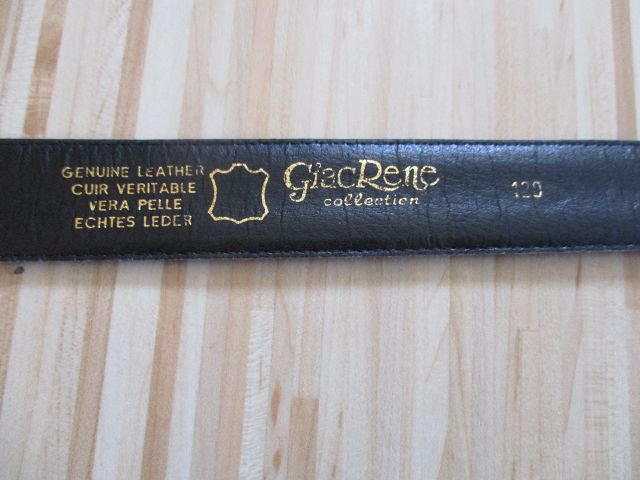 GENUINE LEATHER
CUIR VERITABLE
VERA PELLE
ECHTES LEDER
GiacRene
collection
120